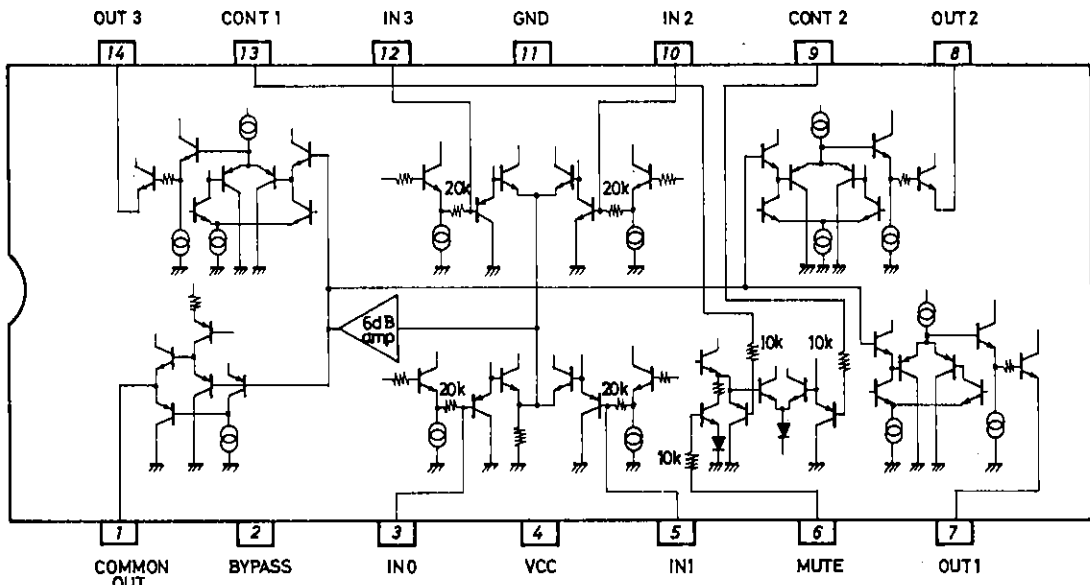 OUT 3 CONT 1 IN 3 GND IN 2 CONT 2 OUT 2
14 13 12 11 10 9 8
20k 20k
6dB
amp
10k 10k
20k 20k
10k
1 2 3 4 5 6 7
COMMON
OUT BYPASS IN 0 VCC IN 1 MUTE OUT 1